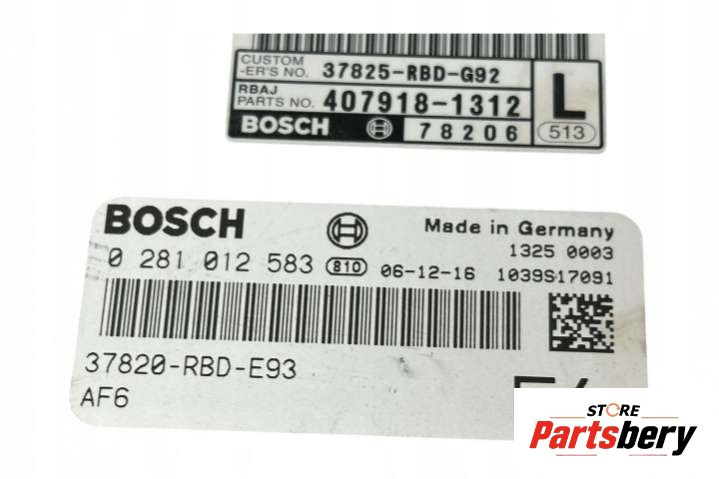 CUSTOM
-ER'S NO. 37825-RBD-G92
RBAJ
PARTS NO. 407918-1312
L
BOSCH 78206
513
BOSCH
Made in Germany
1325 0003
0 281 012 583 810 06-12-16 1039S17091
37820-RBD-E93
AF6
STORE
Partsbery